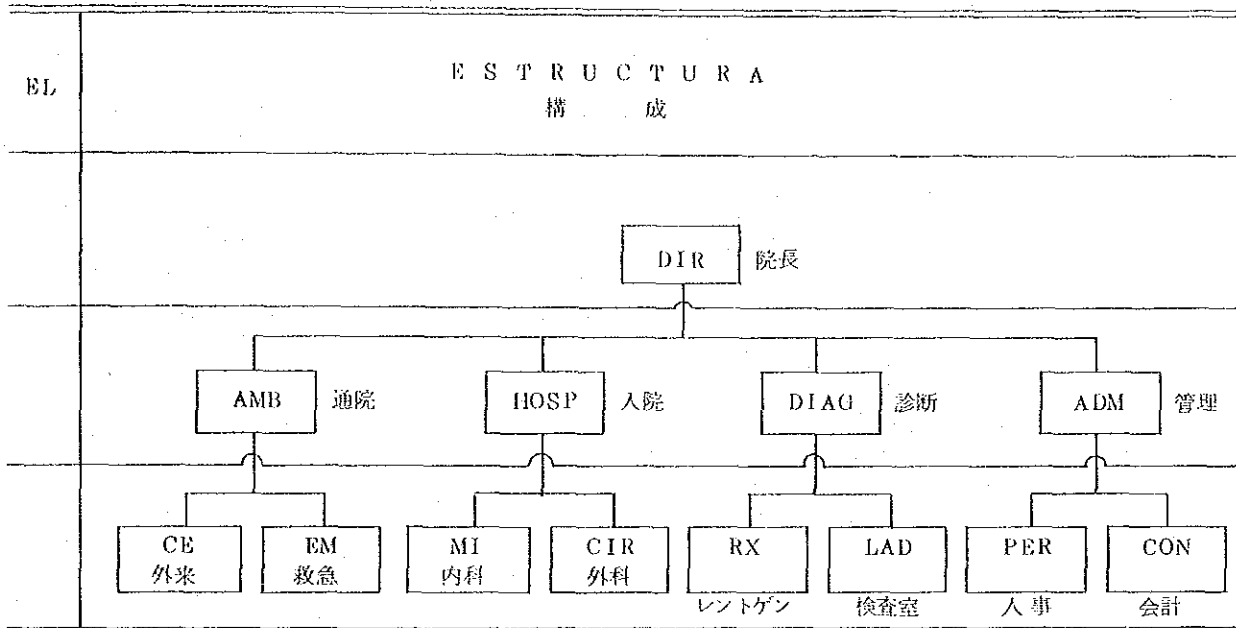 EL
ESTRUCTURA
構 成
DIR 院長
AMB 通院 HOSP 入院 DIAG 診断 ADM 管理
CE EM MI CIR RX LAD PER CON
外来 救急 内科 外科
レントゲン 検査室 人事 会計